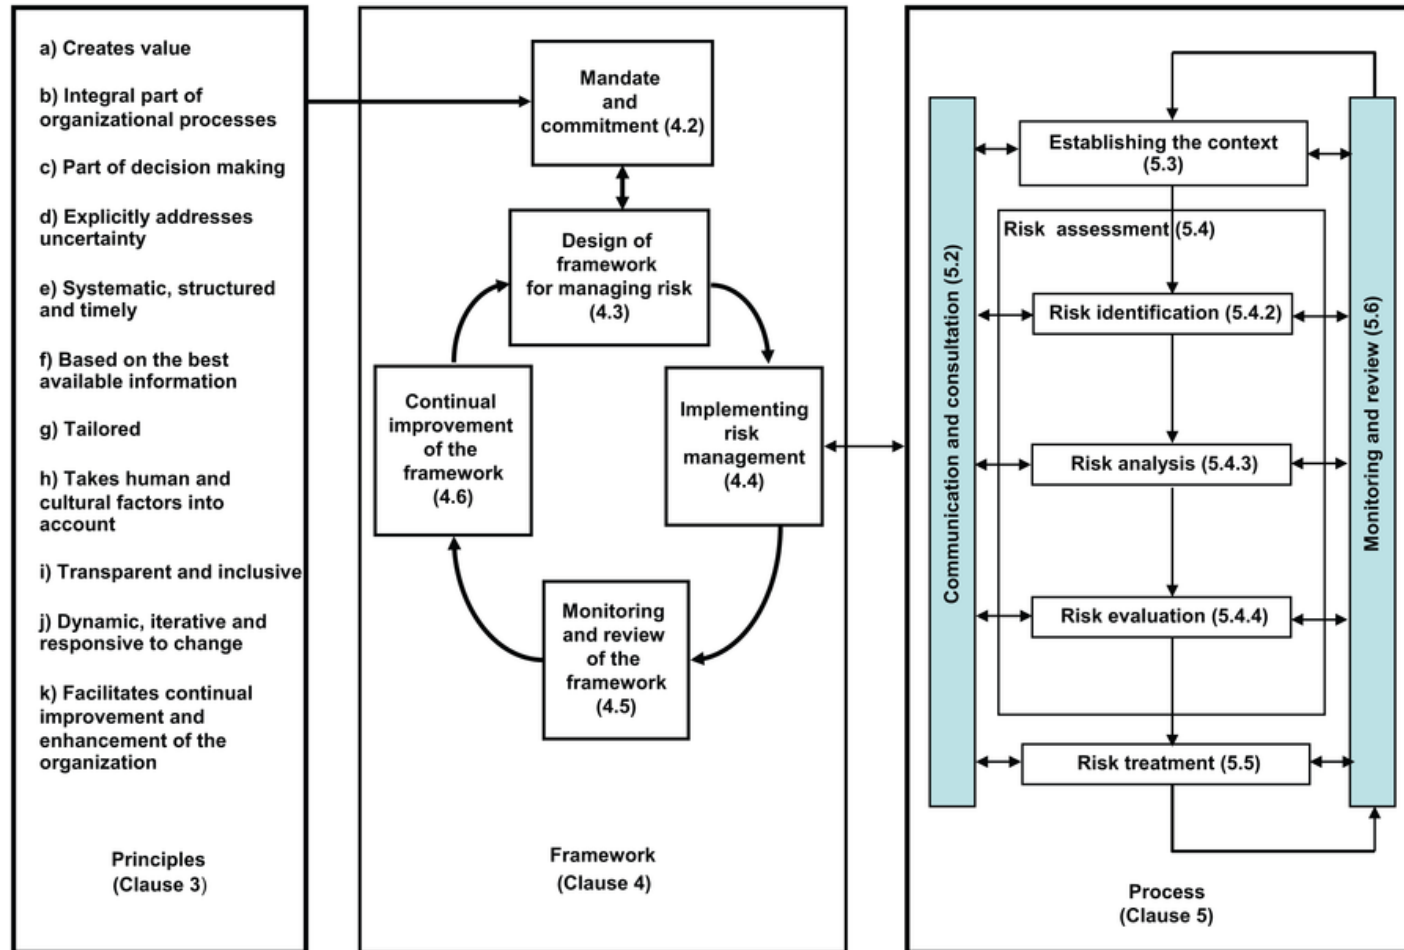 a) Creates value
b) Integral part of
organizational processes
c) Part of decision making
d) Explicitly addresses
uncertainty
e) Systematic, structured
and timely
f) Based on the best
available information
g) Tailored
h) Takes human and
cultural factors into
account
i) Transparent and inclusive
j) Dynamic, iterative and
responsive to change
k) Facilitates continual
improvement and
enhancement of the
organization
Principles
(Clause 3)
Mandate
and
commitment (4.2)
Design of
framework
for managing risk
(4.3)
Implementing
risk
management
(4.4)
Continual
improvement
of the
framework
(4.6)
Monitoring
and review
of the
framework
(4.5)
Framework
(Clause 4)
Communication and consultation (5.2)
Establishing the context
(5.3)
Risk assessment (5.4)
Risk identification (5.4.2)
Risk analysis (5.4.3)
Risk evaluation (5.4.4)
Risk treatment (5.5)
Monitoring and review (5.6)
Process
(Clause 5)